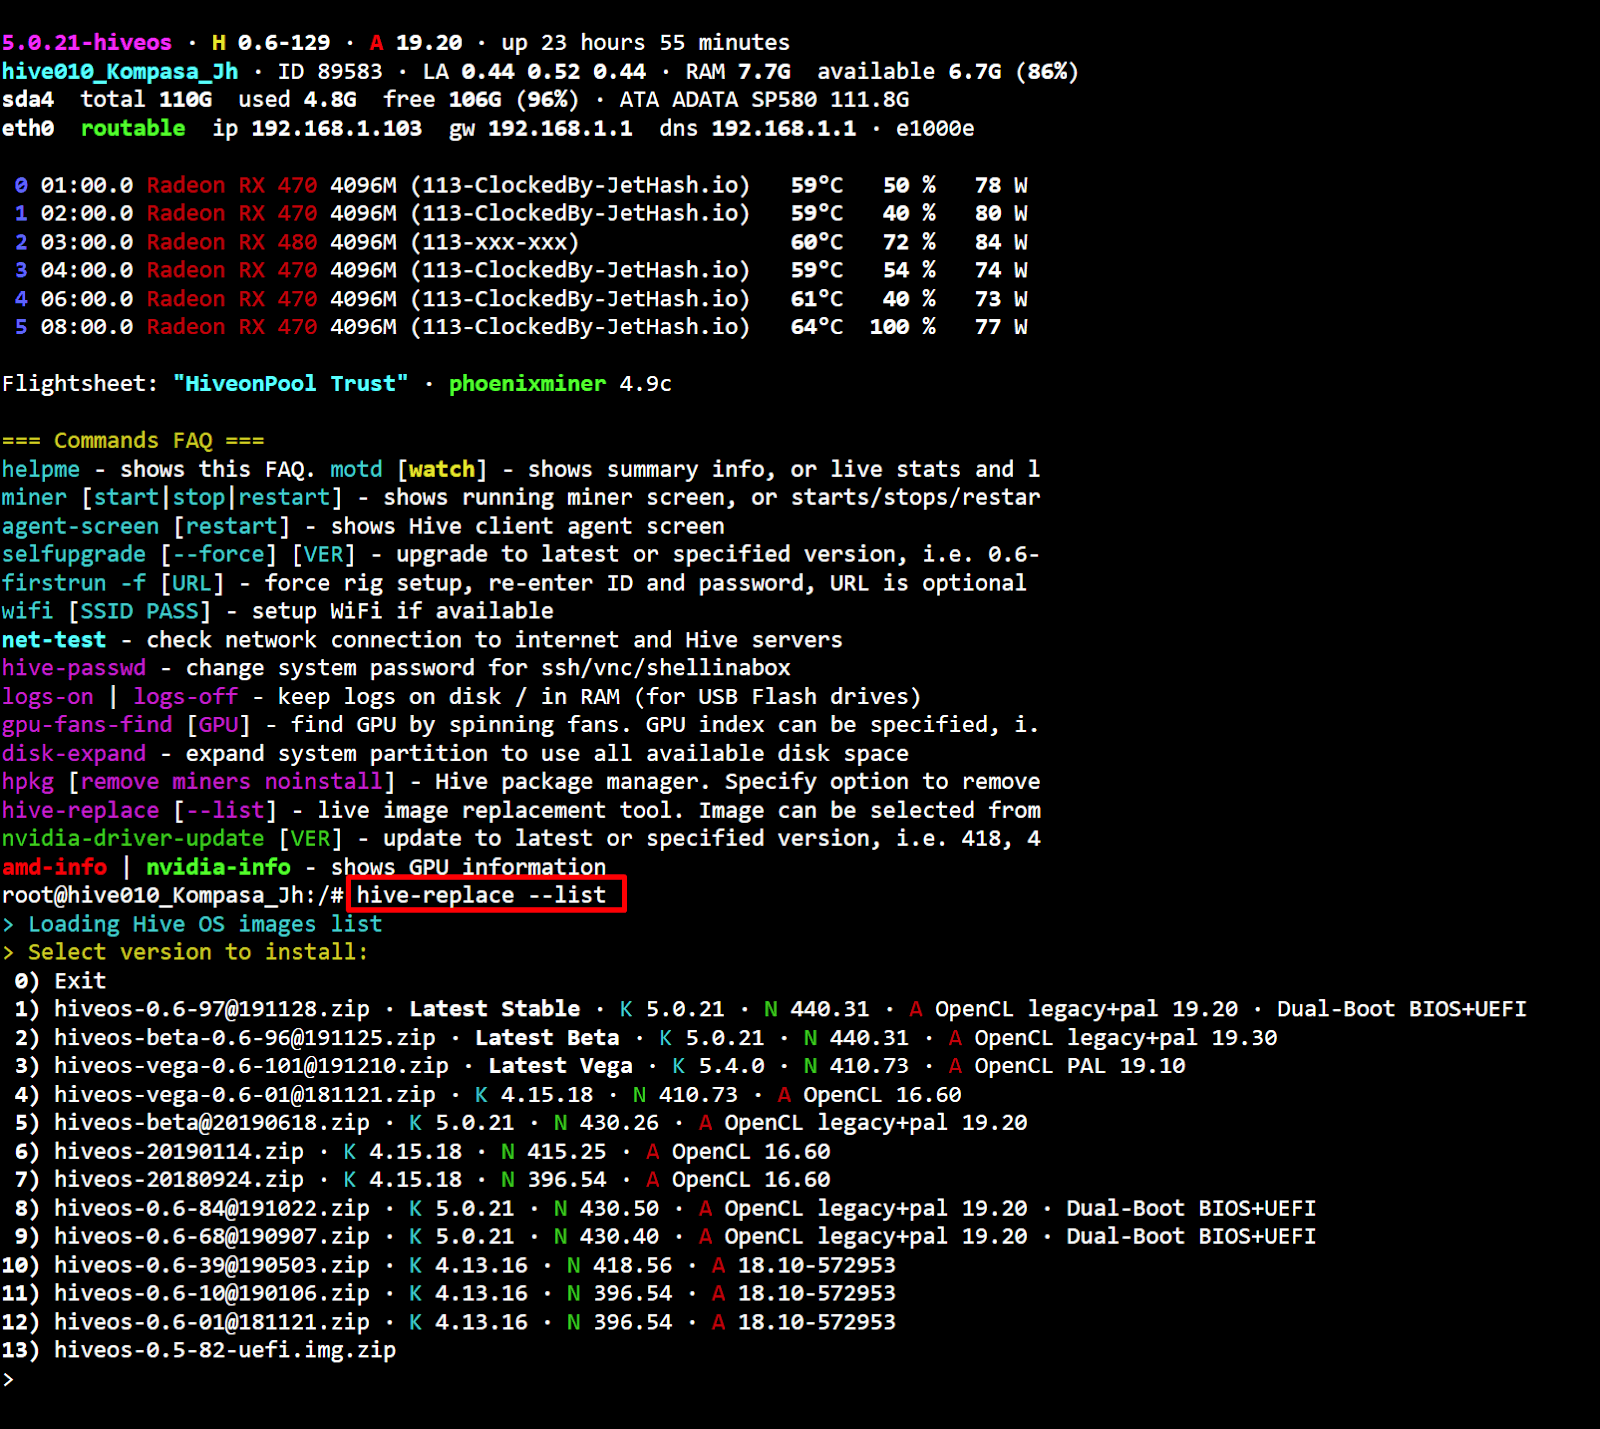 5.0.21-hiveos · H 0.6-129 · A 19.20 · up 23 hours 55 minutes
hive010_Kompasa_Jh · ID 89583 · LA 0.44 0.52 0.44 · RAM 7.7G  available 6.7G (86%)
sda4  total 110G  used 4.8G  free 106G (96%) · ATA ADATA SP580 111.8G
eth0  routable  ip 192.168.1.103  gw 192.168.1.1  dns 192.168.1.1 · e1000e
0 01:00.0 Radeon RX 470 4096M (113-ClockedBy-JetHash.io)   59°C   50 %   78 W
1 02:00.0 Radeon RX 470 4096M (113-ClockedBy-JetHash.io)   59°C   40 %   80 W
2 03:00.0 Radeon RX 480 4096M (113-xxx-xxx)                60°C   72 %   84 W
3 04:00.0 Radeon RX 470 4096M (113-ClockedBy-JetHash.io)   59°C   54 %   74 W
4 06:00.0 Radeon RX 470 4096M (113-ClockedBy-JetHash.io)   61°C   40 %   73 W
5 08:00.0 Radeon RX 470 4096M (113-ClockedBy-JetHash.io)   64°C  100 %   77 W
Flightsheet: "HiveonPool Trust" · phoenixminer 4.9c
=== Commands FAQ ===
helpme - shows this FAQ. motd [watch] - shows summary info, or live stats and l
miner [start|stop|restart] - shows running miner screen, or starts/stops/restar
agent-screen [restart] - shows Hive client agent screen
selfupgrade [--force] [VER] - upgrade to latest or specified version, i.e. 0.6-
firstrun -f [URL] - force rig setup, re-enter ID and password, URL is optional
wifi [SSID PASS] - setup WiFi if available
net-test - check network connection to internet and Hive servers
hive-passwd - change system password for ssh/vnc/shellinabox
logs-on | logs-off - keep logs on disk / in RAM (for USB Flash drives)
gpu-fans-find [GPU] - find GPU by spinning fans. GPU index can be specified, i.
disk-expand - expand system partition to use all available disk space
hpkg [remove miners noinstall] - Hive package manager. Specify option to remove
hive-replace [--list] - live image replacement tool. Image can be selected from
nvidia-driver-update [VER] - update to latest or specified version, i.e. 418, 4
amd-info | nvidia-info - shows GPU information
root@hive010_Kompasa_Jh:/# hive-replace --list
> Loading Hive OS images list
> Select version to install:
0) Exit
1) hiveos-0.6-97@191128.zip · Latest Stable · K 5.0.21 · N 440.31 · A OpenCL legacy+pal 19.20 · Dual-Boot BIOS+UEFI
2) hiveos-beta-0.6-96@191125.zip · Latest Beta · K 5.0.21 · N 440.31 · A OpenCL legacy+pal 19.30
3) hiveos-vega-0.6-101@191210.zip · Latest Vega · K 5.4.0 · N 410.73 · A OpenCL PAL 19.10
4) hiveos-vega-0.6-01@181121.zip · K 4.15.18 · N 410.73 · A OpenCL 16.60
5) hiveos-beta@20190618.zip · K 5.0.21 · N 430.26 · A OpenCL legacy+pal 19.20
6) hiveos-20190114.zip · K 4.15.18 · N 415.25 · A OpenCL 16.60
7) hiveos-20180924.zip · K 4.15.18 · N 396.54 · A OpenCL 16.60
8) hiveos-0.6-84@191022.zip · K 5.0.21 · N 430.50 · A OpenCL legacy+pal 19.20 · Dual-Boot BIOS+UEFI
9) hiveos-0.6-68@190907.zip · K 5.0.21 · N 430.40 · A OpenCL legacy+pal 19.20 · Dual-Boot BIOS+UEFI
10) hiveos-0.6-39@190503.zip · K 4.13.16 · N 418.56 · A 18.10-572953
11) hiveos-0.6-10@190106.zip · K 4.13.16 · N 396.54 · A 18.10-572953
12) hiveos-0.6-01@181121.zip · K 4.13.16 · N 396.54 · A 18.10-572953
13) hiveos-0.5-82-uefi.img.zip
>